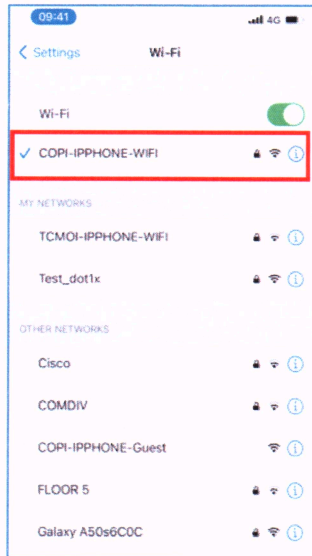 09:41
4G
Settings
Wi-Fi
Wi-Fi
COPI-IPPHONE-WIFI
MY NETWORKS
TCMOI-IPPHONE-WIFI
Test_dot1x
OTHER NETWORKS
Cisco
COMDIV
COPI-IPPHONE-Guest
FLOOR 5
Galaxy A50s6C0C